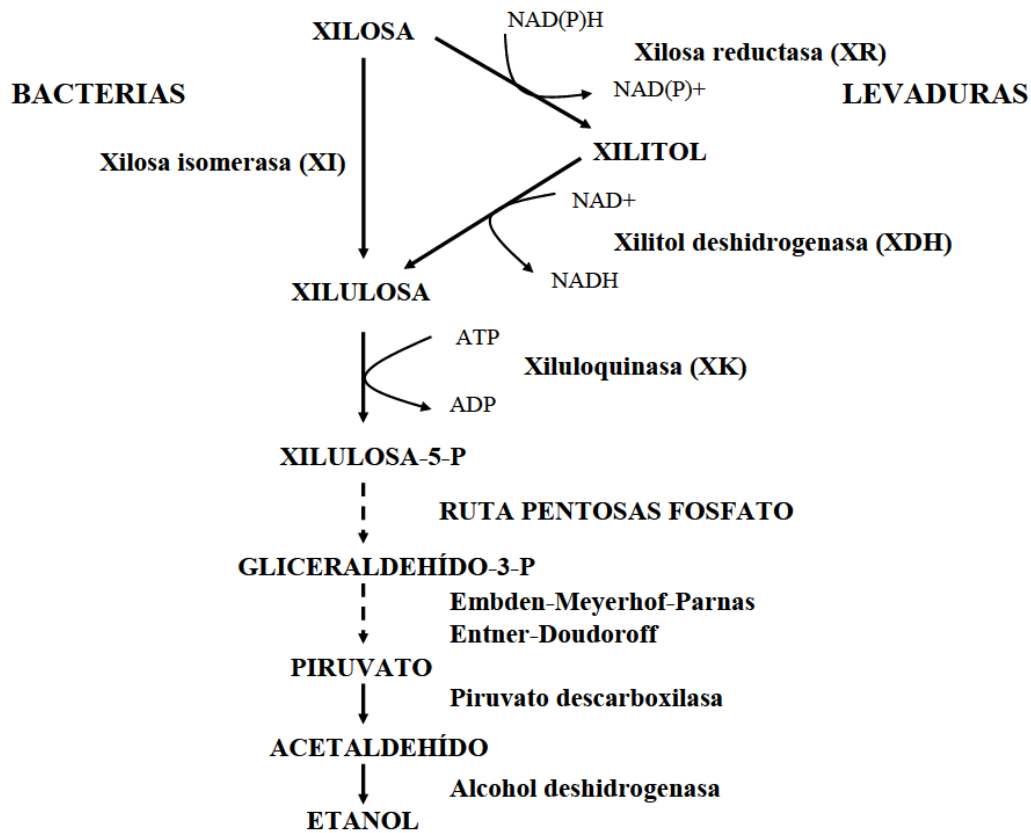 XILOSA
NAD(P)H
Xilosa reductasa (XR)
BACTERIAS
NAD(P)+
LEVADURAS
Xilosa isomerasa (XI)
XILITOL
NAD+
Xilitol deshidrogenasa (XDH)
NADH
XILULOSA
ATP
Xiluloquinasa (XK)
ADP
XILULOSA-5-P
RUTA PENTOSAS FOSFATO
GLICERALDEHÍDO-3-P
Embden-Meyerhof-Parnas
Entner-Doudoroff
PIRUVATO
Piruvato descarboxilasa
ACETALDEHÍDO
Alcohol deshidrogenasa
ETANOL